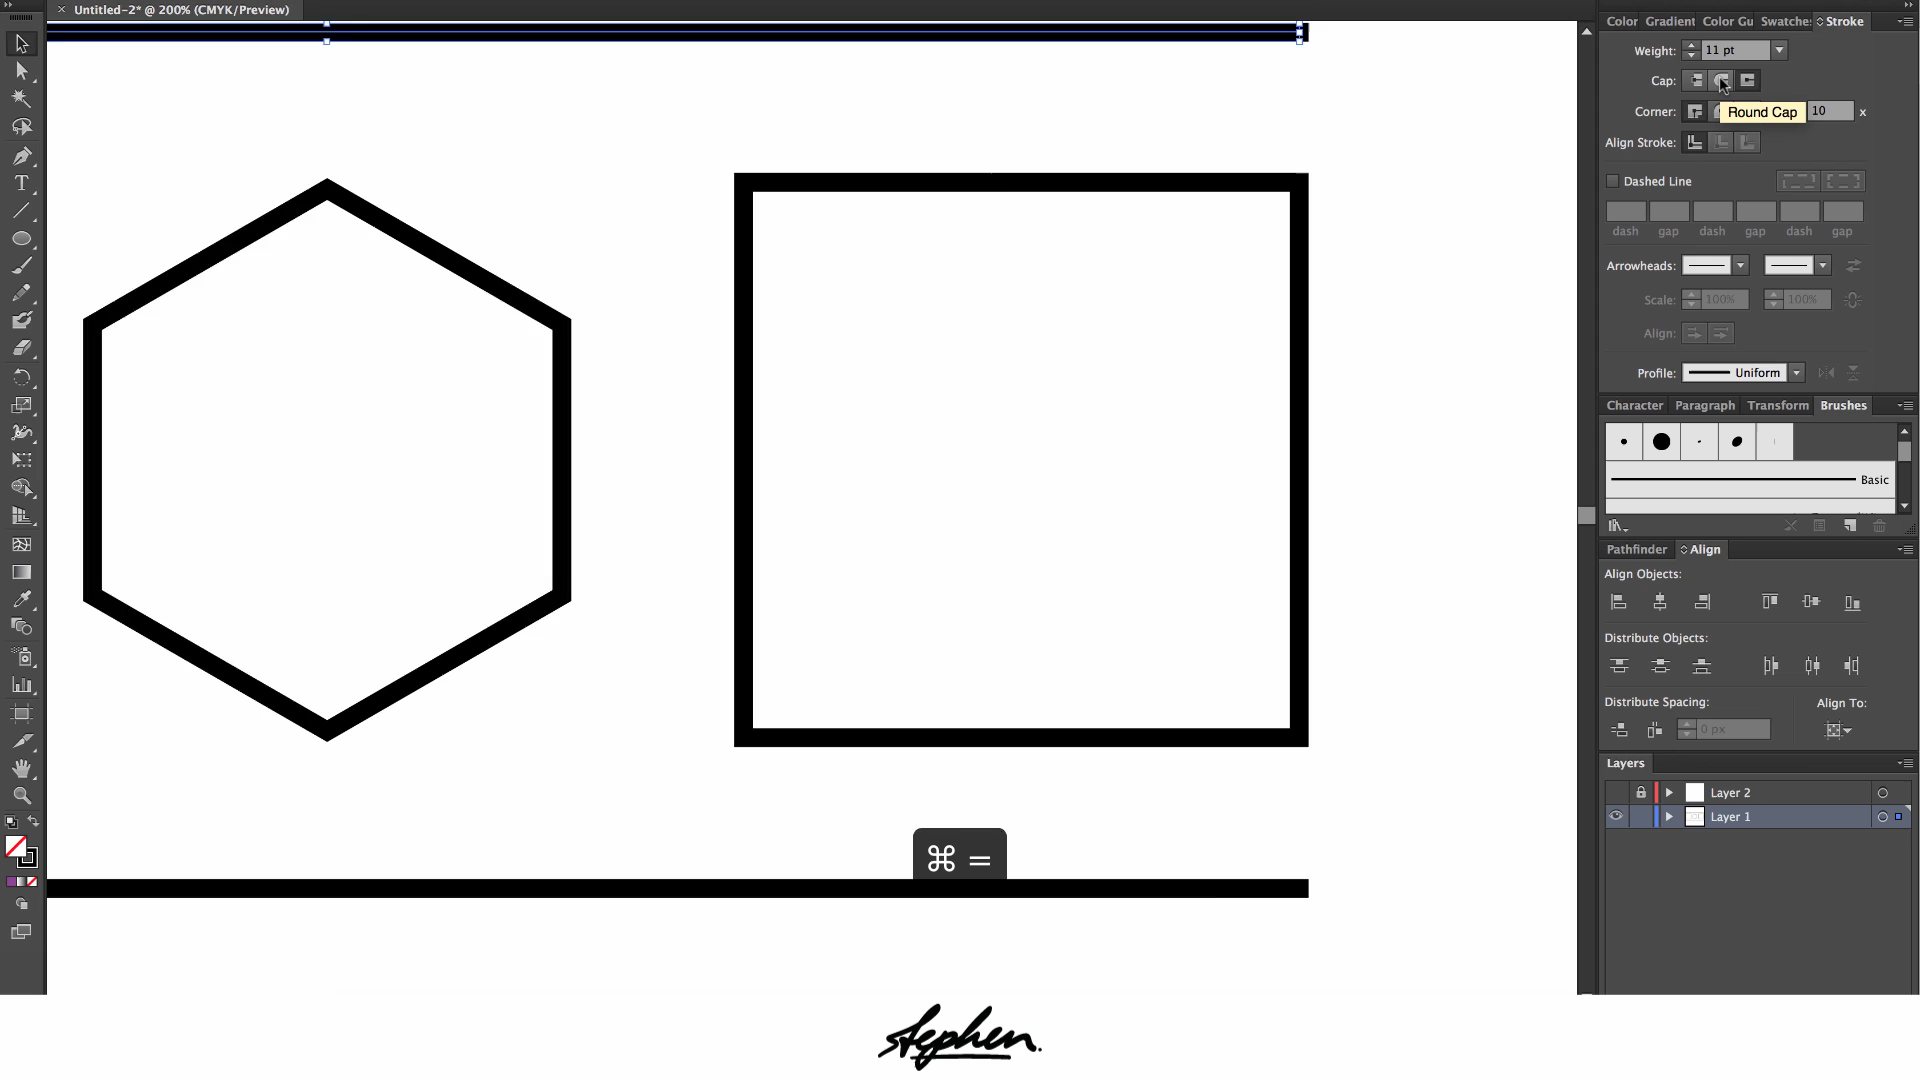 Untitled-2* @ 200% (CMYK/Preview)
Color Gradient Color Gu Swatches Stroke
Weight: 11 pt
Cap:
Round Cap
Corner: 10 x
Align Stroke:
Dashed Line
dash gap dash gap dash gap
Arrowheads:
Scale: 100% 100%
Align:
Profile: Uniform
Character Paragraph Transform Brushes
Basic
Pathfinder Align
Align Objects:
Distribute Objects:
Distribute Spacing: Align To:
0 px
Layers
Layer 2
Layer 1
⌘ =
Stephen.